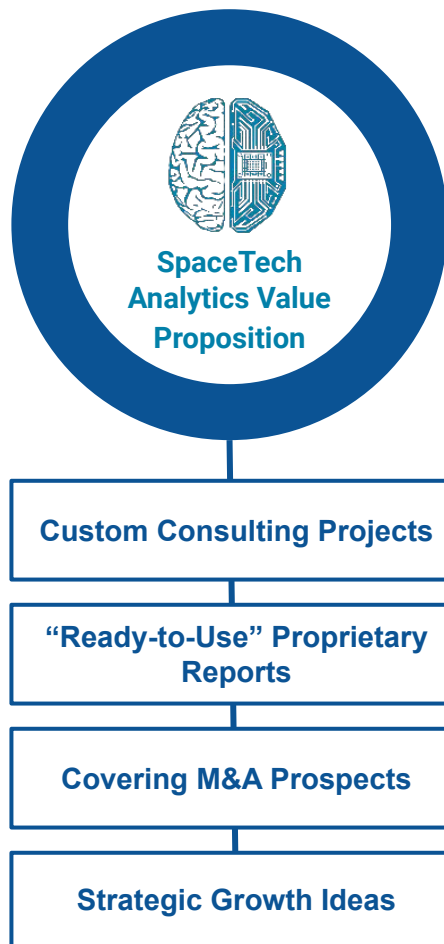 SpaceTech
Analytics Value
Proposition
Custom Consulting Projects
“Ready-to-Use” Proprietary
Reports
Covering M&A Prospects
Strategic Growth Ideas